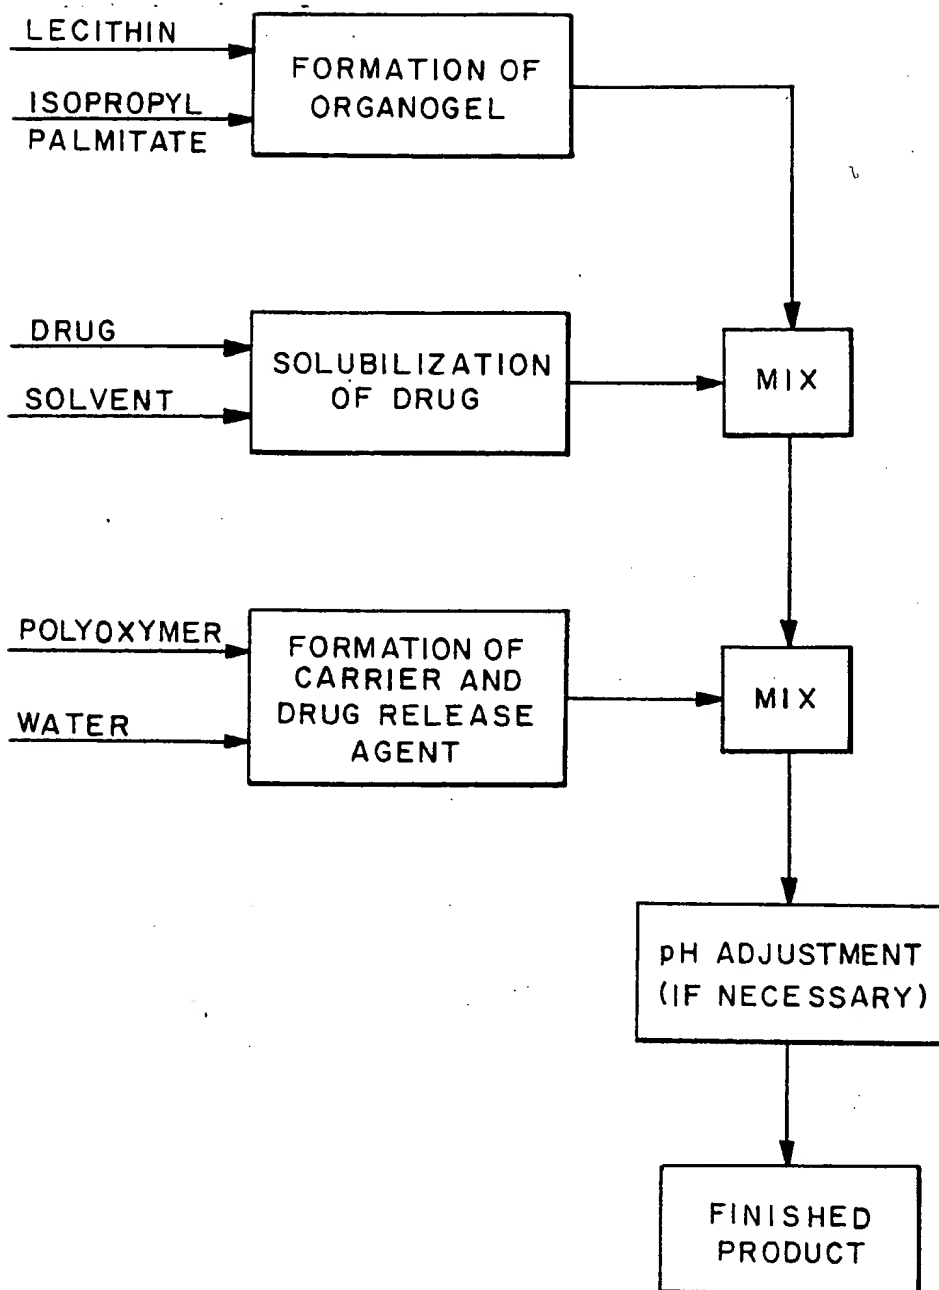 LECITHIN
ISOPROPYL
PALMITATE
FORMATION OF
ORGANOGEL
DRUG
SOLVENT
SOLUBILIZATION
OF DRUG
MIX
POLYOXYMER
WATER
FORMATION OF
CARRIER AND
DRUG RELEASE
AGENT
MIX
pH ADJUSTMENT
(IF NECESSARY)
FINISHED
PRODUCT